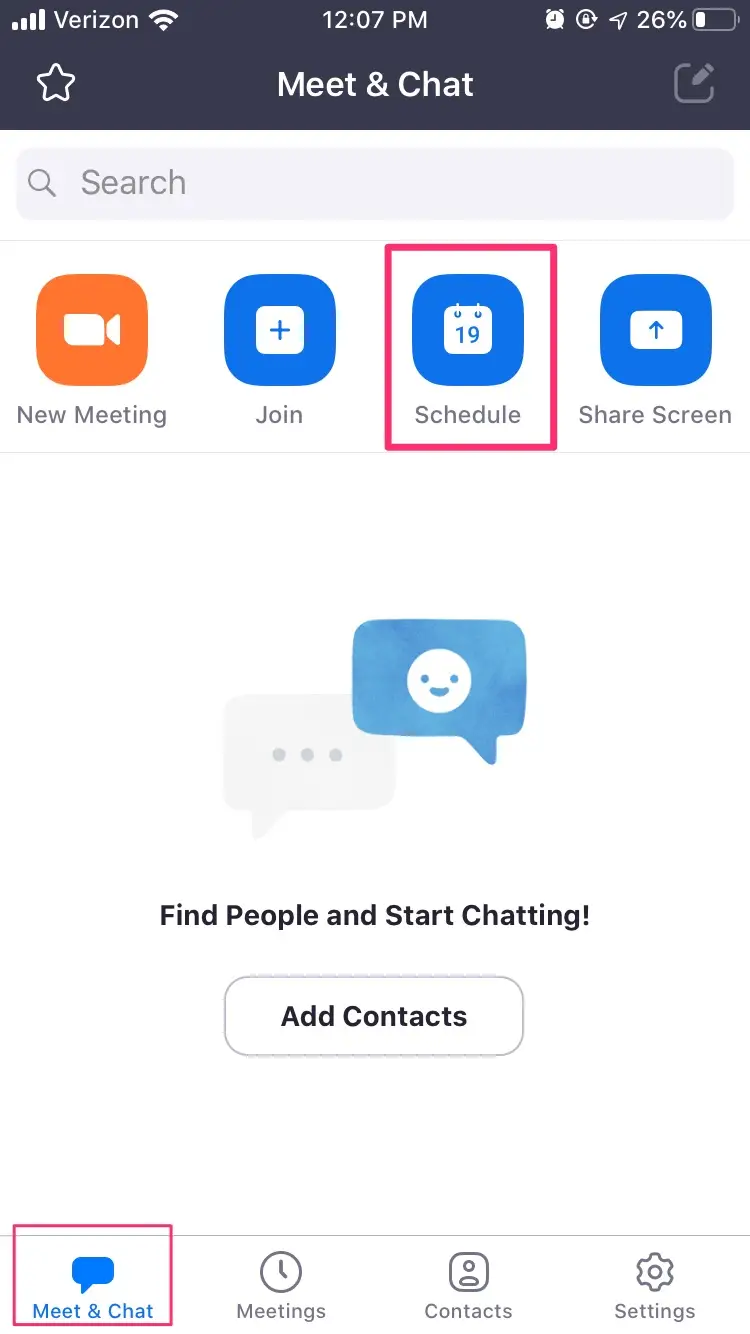 Verizon 12:07 PM 26%
Meet & Chat
Search
19
New Meeting Join Schedule Share Screen
Find People and Start Chatting!
Add Contacts
Meet & Chat Meetings Contacts Settings